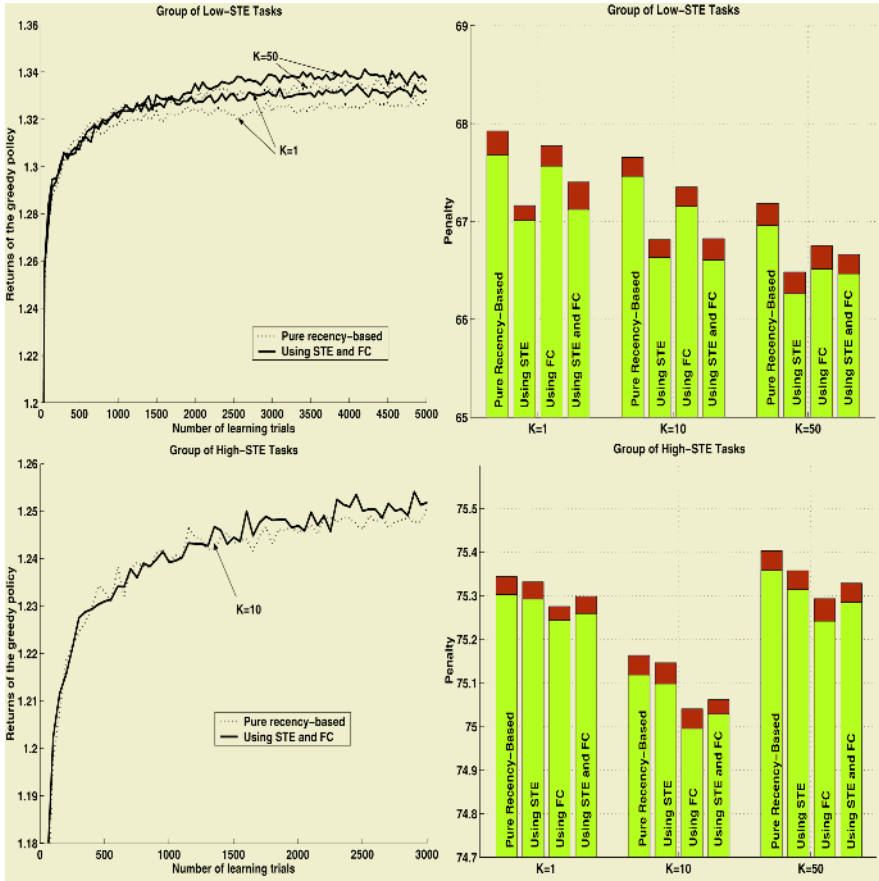 Group of Low-STE Tasks
1.36
1.34
1.32
1.3
1.28
1.26
1.24
1.22
1.2
Returns of the greedy policy
K=50
K=1
Pure recency-based
Using STE and FC
0 500 1000 1500 2000 2500 3000 3500 4000 4500 5000
Number of learning trials
Group of Low-STE Tasks
69
68
67
66
65
Penalty
Pure Recency-Based
Using STE
Using FC
Using STE and FC
Pure Recency-Based
Using STE
Using FC
Using STE and FC
Pure Recency-Based
Using STE
Using FC
Using STE and FC
K=1 K=10 K=50
Group of High-STE Tasks
1.26
1.25
1.24
1.23
1.22
1.21
1.2
1.19
1.18
Returns of the greedy policy
K=10
Pure recency-based
Using STE and FC
0 500 1000 1500 2000 2500 3000
Number of learning trials
Group of High-STE Tasks
75.5
75.4
75.3
75.2
75.1
75
74.9
74.8
74.7
Penalty
Pure Recency-Based
Using STE
Using FC
Using STE and FC
Pure Recency-Based
Using STE
Using FC
Using STE and FC
Pure Recency-Based
Using STE
Using FC
Using STE and FC
K=1 K=10 K=50